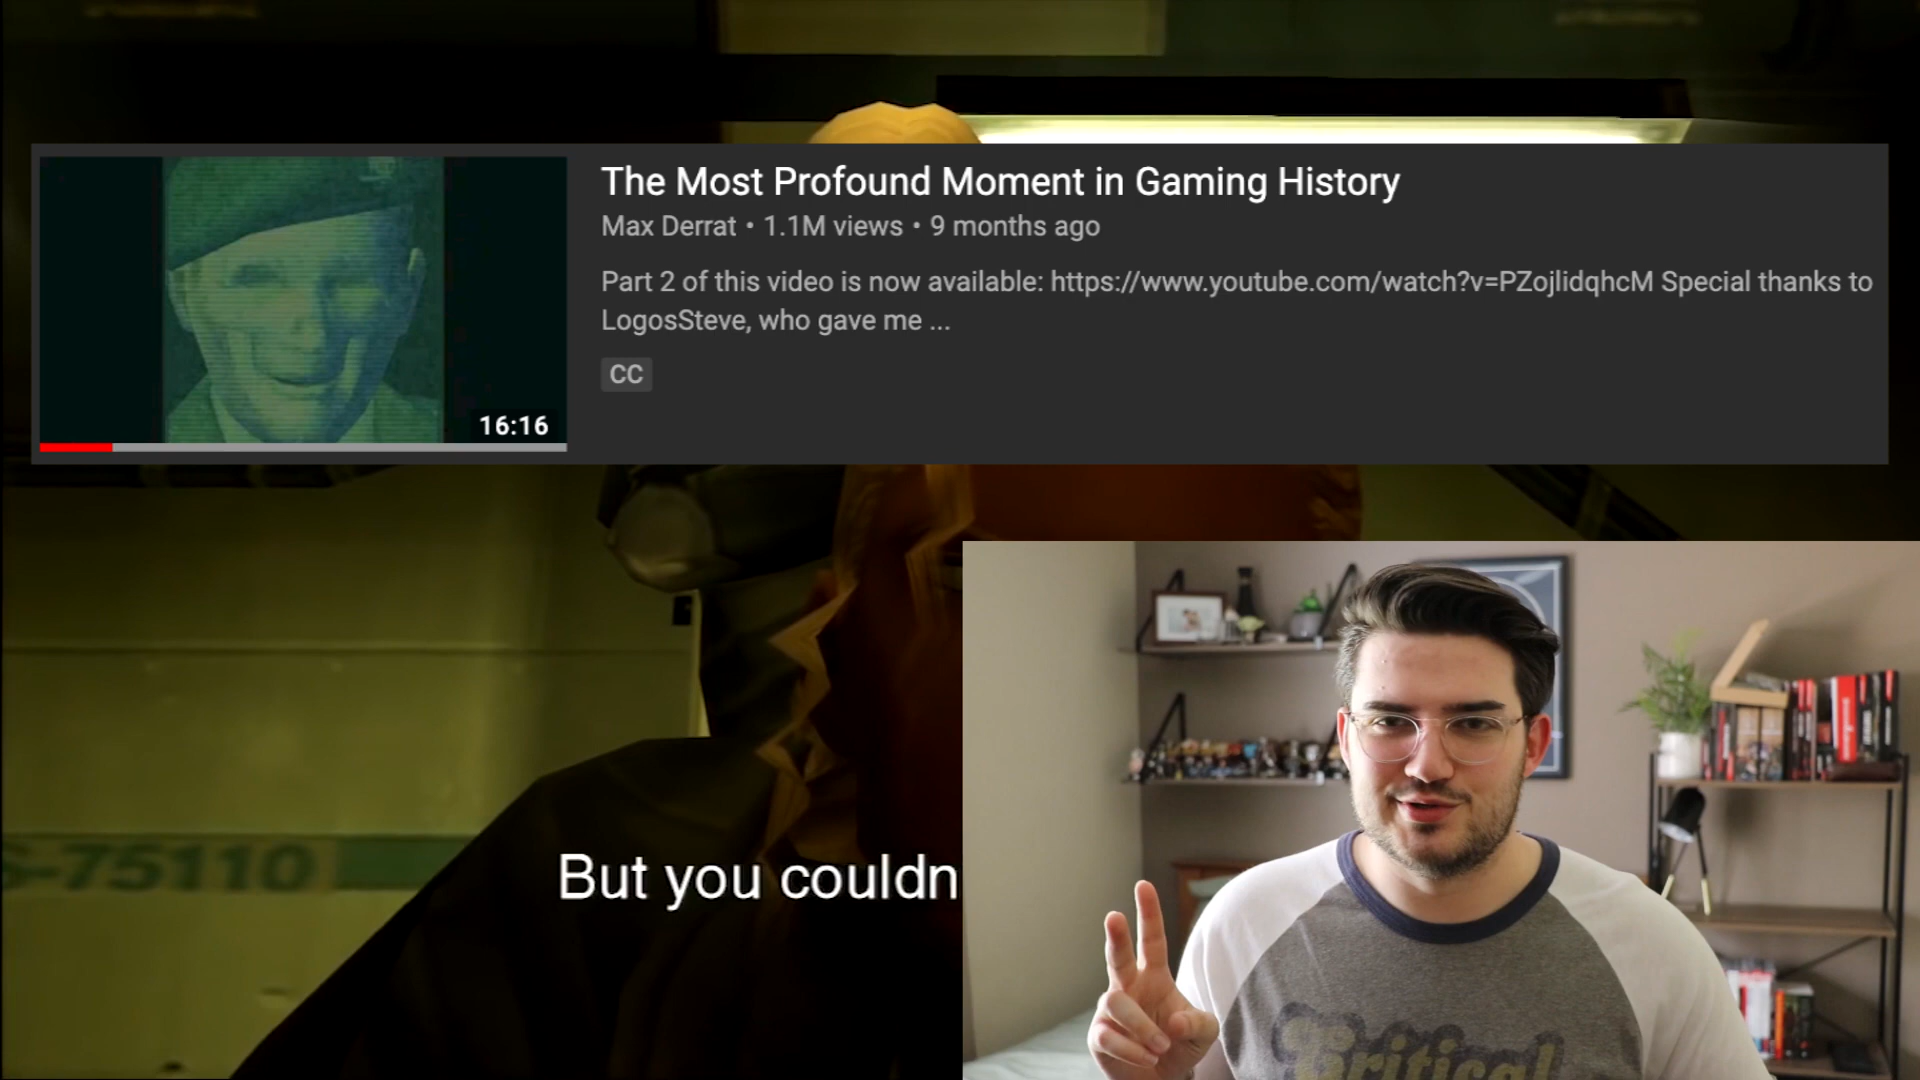 The Most Profound Moment in Gaming History
Max Derrat • 1.1M views • 9 months ago
Part 2 of this video is now available: https://www.youtube.com/watch?v=PZojlidqhcM Special thanks to
LogosSteve, who gave me ...
CC
16:16
S-75110
But you couldn
Critical